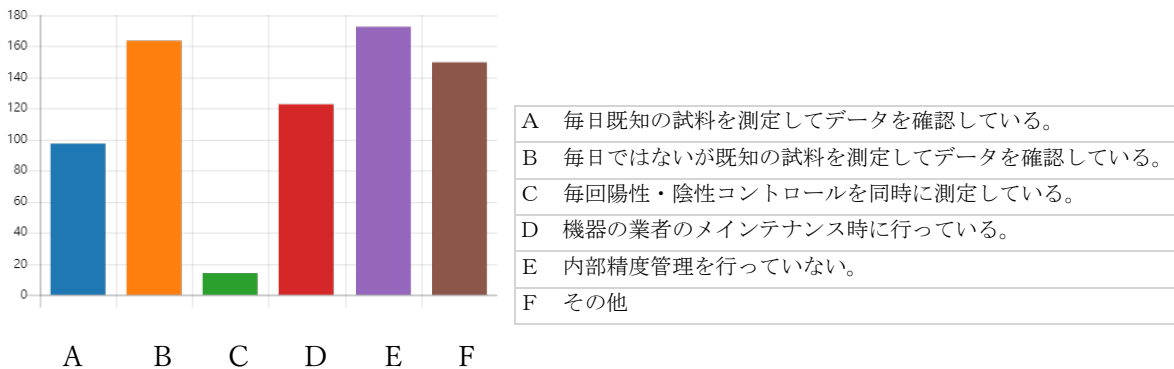 180
160
140
120
100
80
60
40
20
0
A B C D E F
A 毎日既知の試料を測定してデータを確認している。
B 毎日ではないが既知の試料を測定してデータを確認している。
C 毎回陽性・陰性コントロールを同時に測定している。
D 機器の業者のメインテナンス時に行っている。
E 内部精度管理を行っていない。
F その他